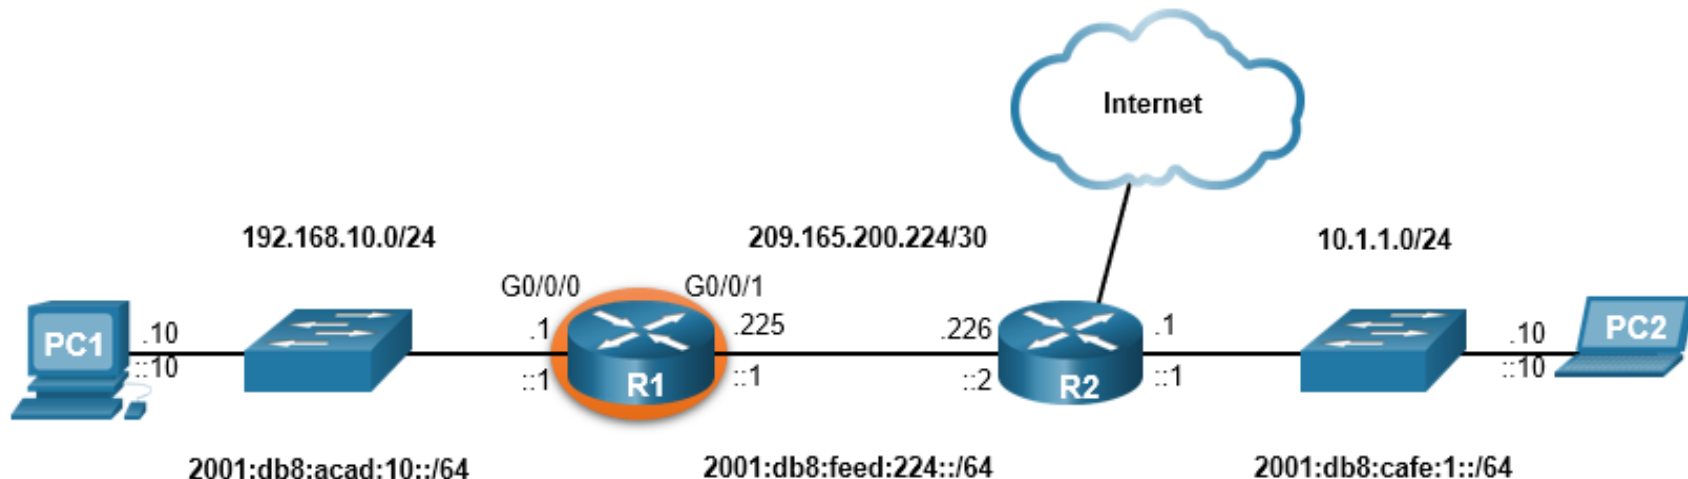 Internet
192.168.10.0/24
209.165.200.224/30
10.1.1.0/24
G0/0/0
G0/0/1
PC1
.10
::10
.1
::1
R1
.225
::1
.226
::2
R2
.1
::1
.10
::10
PC2
2001:db8:acad:10::/64
2001:db8:feed:224::/64
2001:db8:cafe:1::/64